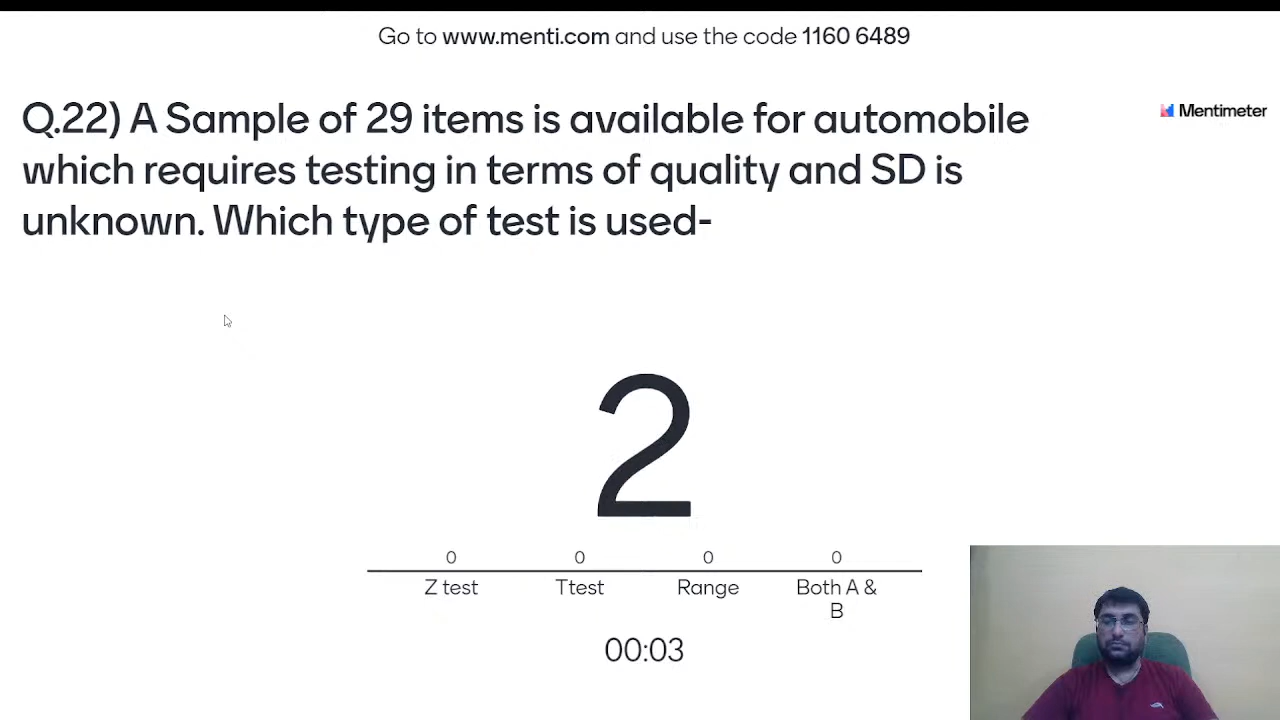 Go to www.menti.com and use the code 1160 6489
Mentimeter
Q.22) A Sample of 29 items is available for automobile
which requires testing in terms of quality and SD is
unknown. Which type of test is used-
2
0 0 0 0
Z test Ttest Range Both A &
B
00:03